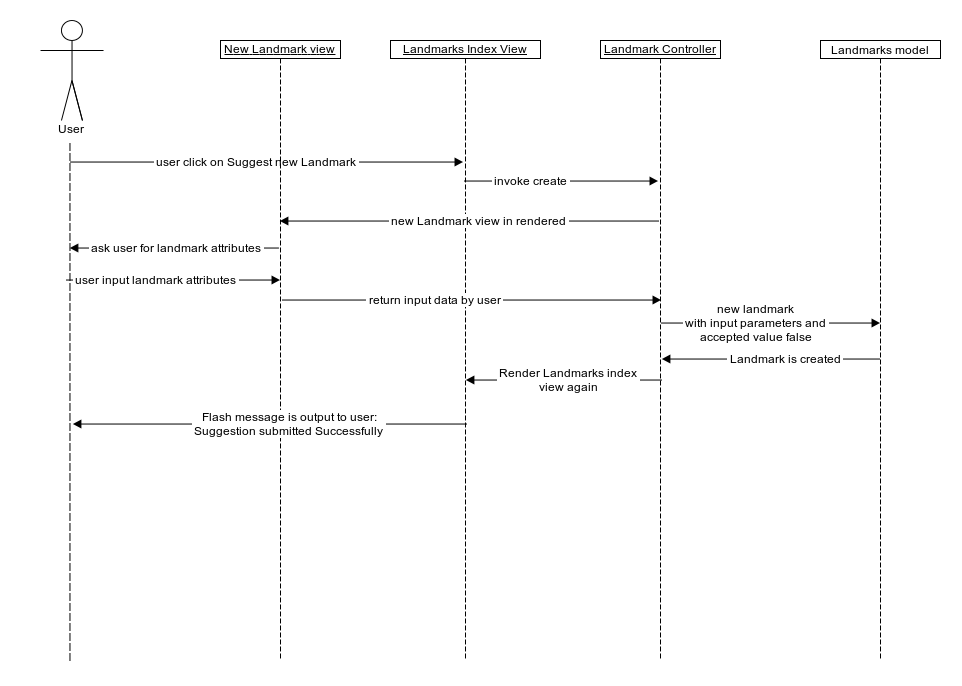 New Landmark view
Landmarks Index View
Landmark Controller
Landmarks model
User
user click on Suggest new Landmark
invoke create
new Landmark view in rendered
ask user for landmark attributes
user input landmark attributes
return input data by user
new landmark
with input parameters and
accepted value false
Landmark is created
Render Landmarks index
view again
Flash message is output to user:
Suggestion submitted Successfully